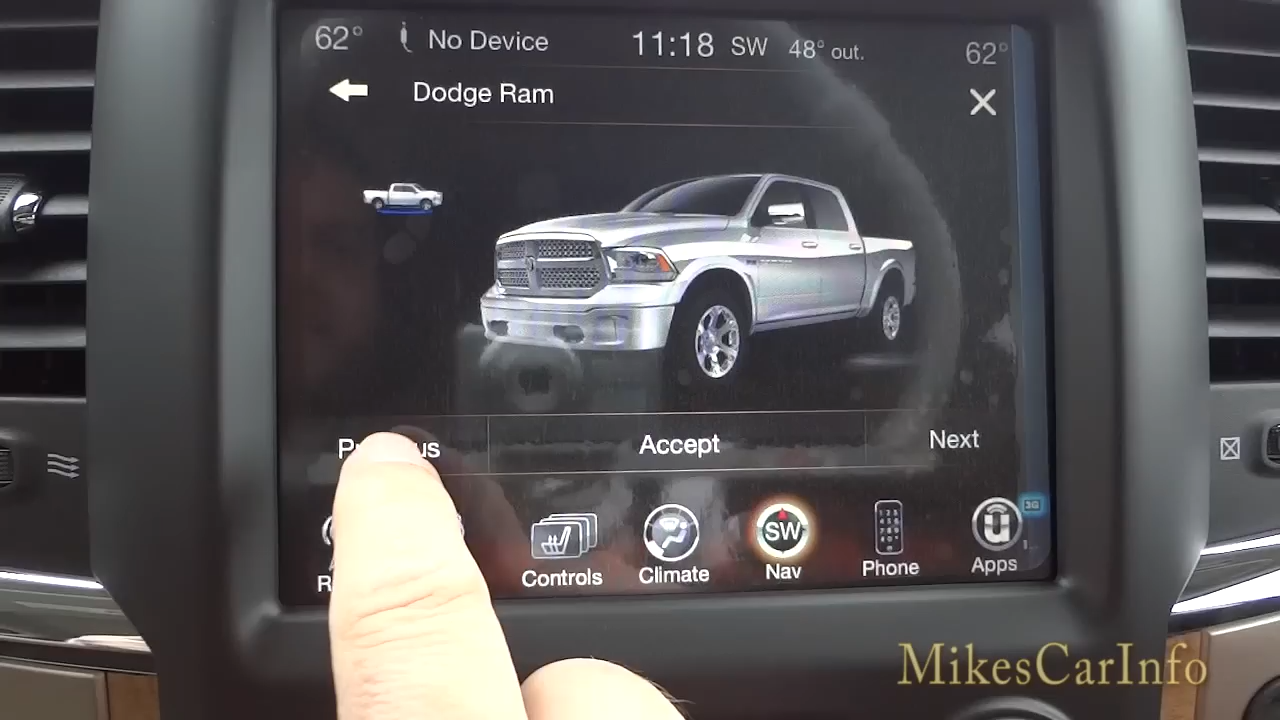 62° No Device 11:18 SW 48° out. 62°
Dodge Ram
Accept Next
SW
3G
Controls Climate Nav Phone Apps
MikesCarInfo